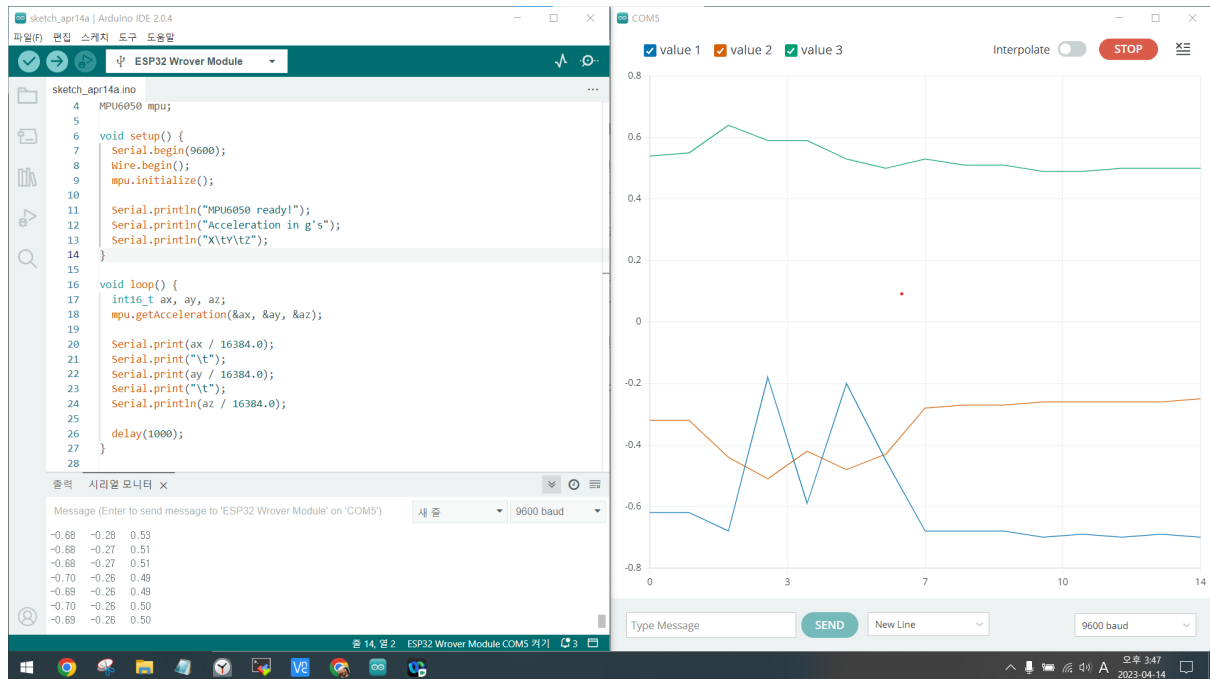 sketch_apr14a | Arduino IDE 2.0.4
파일(F) 편집 스케치 도구 도움말
ESP32 Wrover Module
sketch_apr14a.ino
4 MPU6050 mpu;
5
6 void setup() {
7 Serial.begin(9600);
8 Wire.begin();
9 mpu.initialize();
10
11 Serial.println("MPU6050 ready!");
12 Serial.println("Acceleration in g's");
13 Serial.println("X\tY\tZ");
14 }
15
16 void loop() {
17 int16_t ax, ay, az;
18 mpu.getAcceleration(&ax, &ay, &az);
19
20 Serial.print(ax / 16384.0);
21 Serial.print("\t");
22 Serial.print(ay / 16384.0);
23 Serial.print("\t");
24 Serial.println(az / 16384.0);
25
26 delay(1000);
27 }
28
출력 시리얼 모니터
Message (Enter to send message to 'ESP32 Wrover Module' on 'COM5')
새 줄
9600 baud
-0.68 -0.28 0.53
-0.68 -0.27 0.51
-0.68 -0.27 0.51
-0.70 -0.26 0.49
-0.69 -0.26 0.49
-0.70 -0.26 0.50
-0.69 -0.26 0.50
줄 14, 열 2 ESP32 Wrover Module COM5 켜기 3
COM5
value 1 value 2 value 3
Interpolate
STOP
0.8
0.6
0.4
0.2
0
-0.2
-0.4
-0.6
-0.8
0 3 7 10 14
Type Message
SEND
New Line
9600 baud
A
오후 3:47
2023-04-14